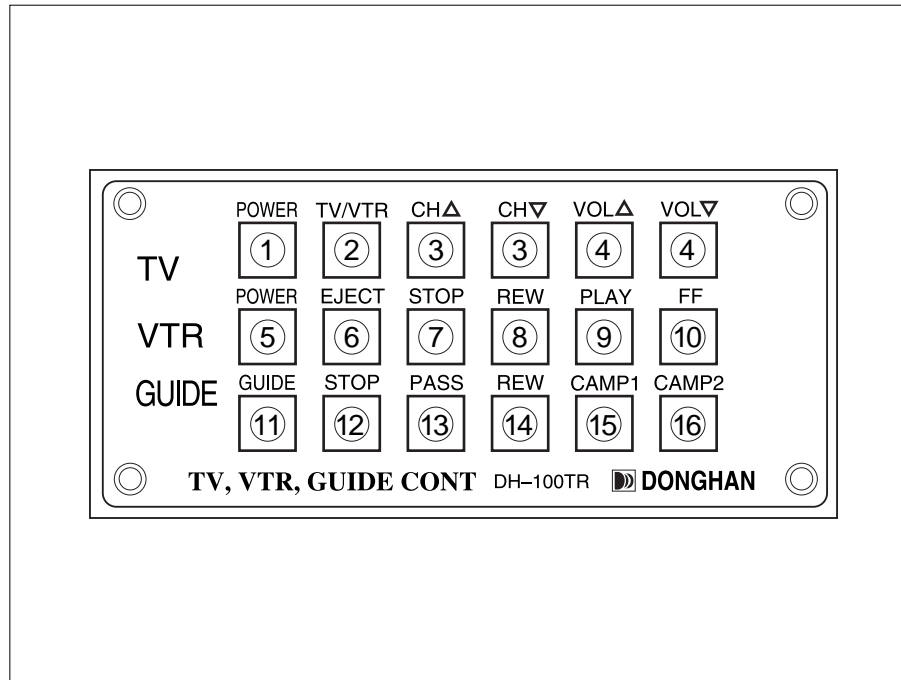 POWER TV/VTR CH△ CH▽ VOL△ VOL▽
TV ① ② ③ ③ ④ ④
POWER EJECT STOP REW PLAY FF
VTR ⑤ ⑥ ⑦ ⑧ ⑨ ⑩
GUIDE STOP PASS REW CAMP1 CAMP2
GUIDE ⑪ ⑫ ⑬ ⑭ ⑮ ⑯
TV, VTR, GUIDE CONT DH–100TR DONGHAN